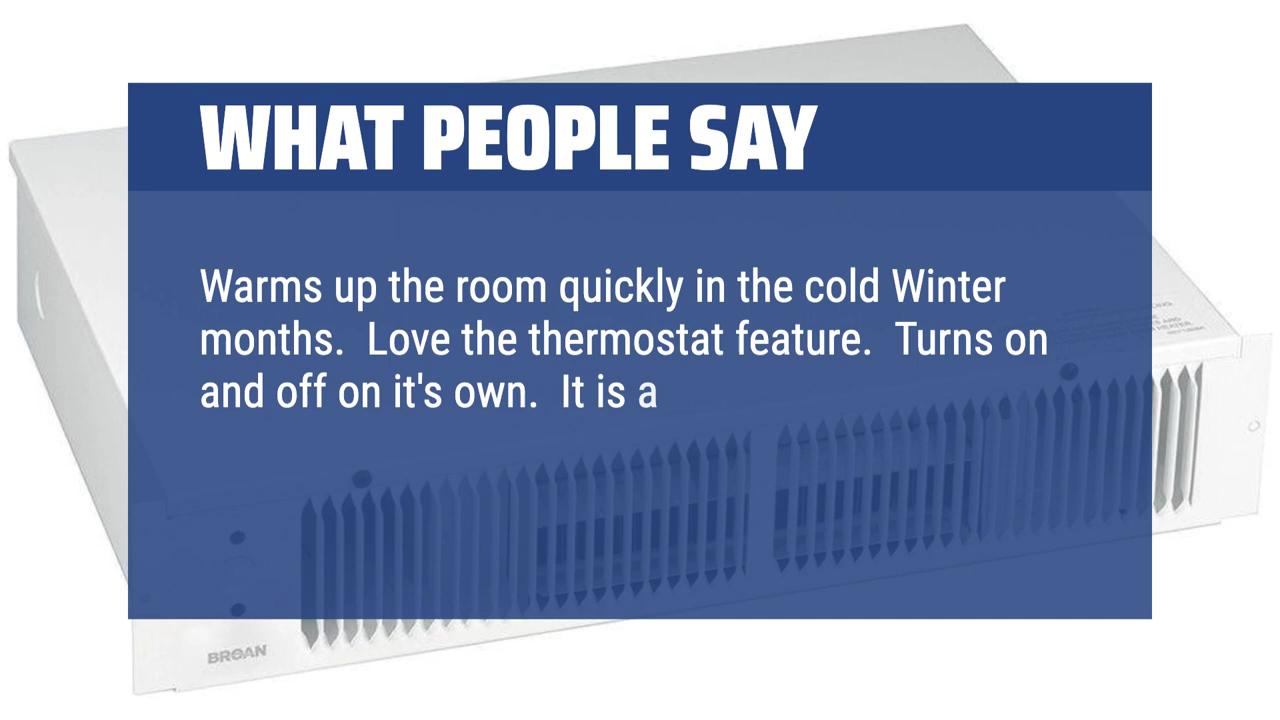 WHAT PEOPLE SAY
Warms up the room quickly in the cold Winter
months.  Love the thermostat feature.  Turns on
and off on it's own.  It is a
BROAN